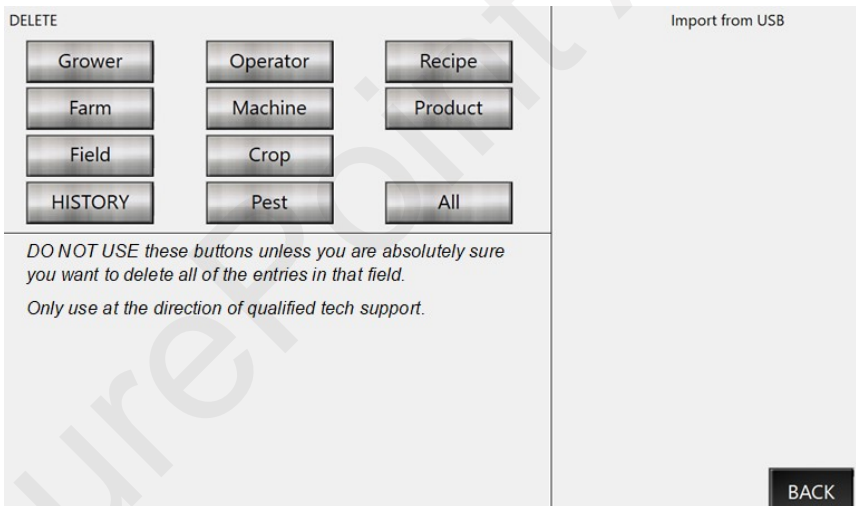 DELETE
Import from USB
Grower
Operator
Recipe
Farm
Machine
Product
Field
Crop
HISTORY
Pest
All
DO NOT USE these buttons unless you are absolutely sure
you want to delete all of the entries in that field.
Only use at the direction of qualified tech support.
BACK